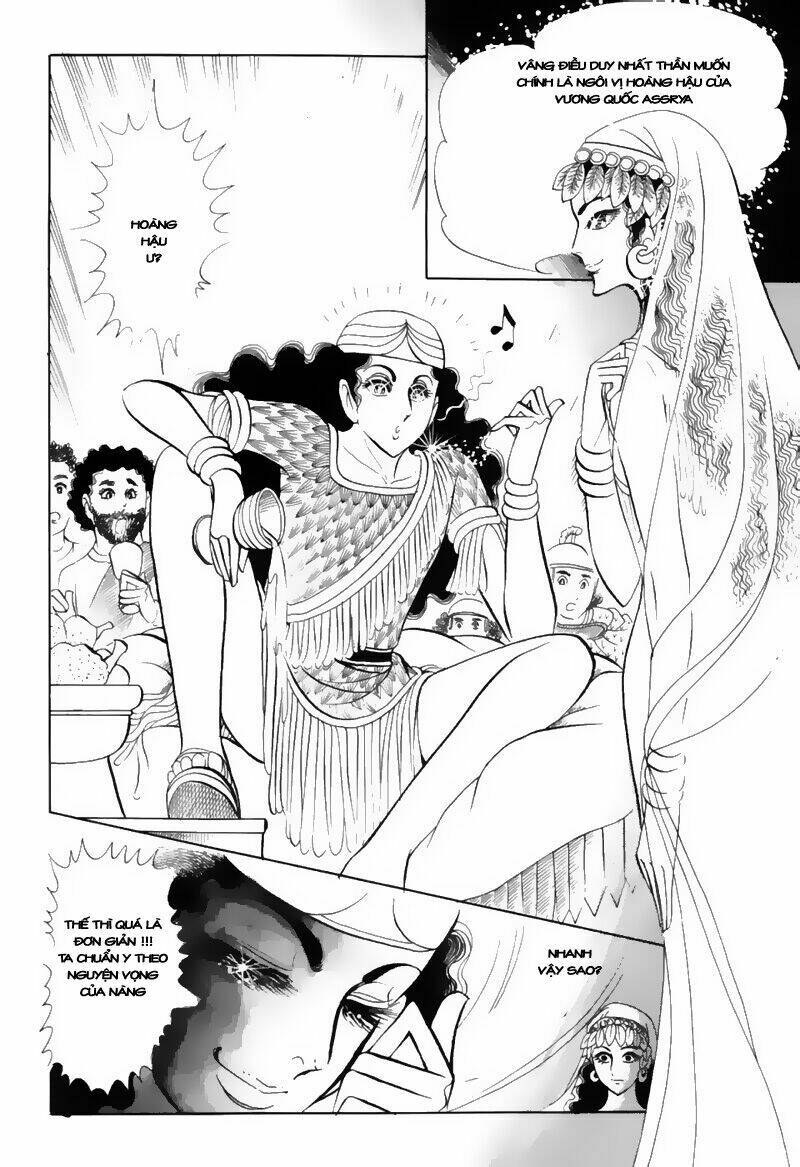 VÂNG ĐIỀU DUY NHẤT THẦN MUỐN
CHÍNH LÀ NGÔI VỊ HOÀNG HẬU CỦA
VƯƠNG QUỐC ASSRYA
HOÀNG
HẬU
Ư?
THẾ THÌ QUÁ LÀ
ĐƠN GIẢN !!!
TA CHUẨN Y THEO
NGUYỆN VỌNG
CỦA NÀNG
NHANH
VẬY SAO?